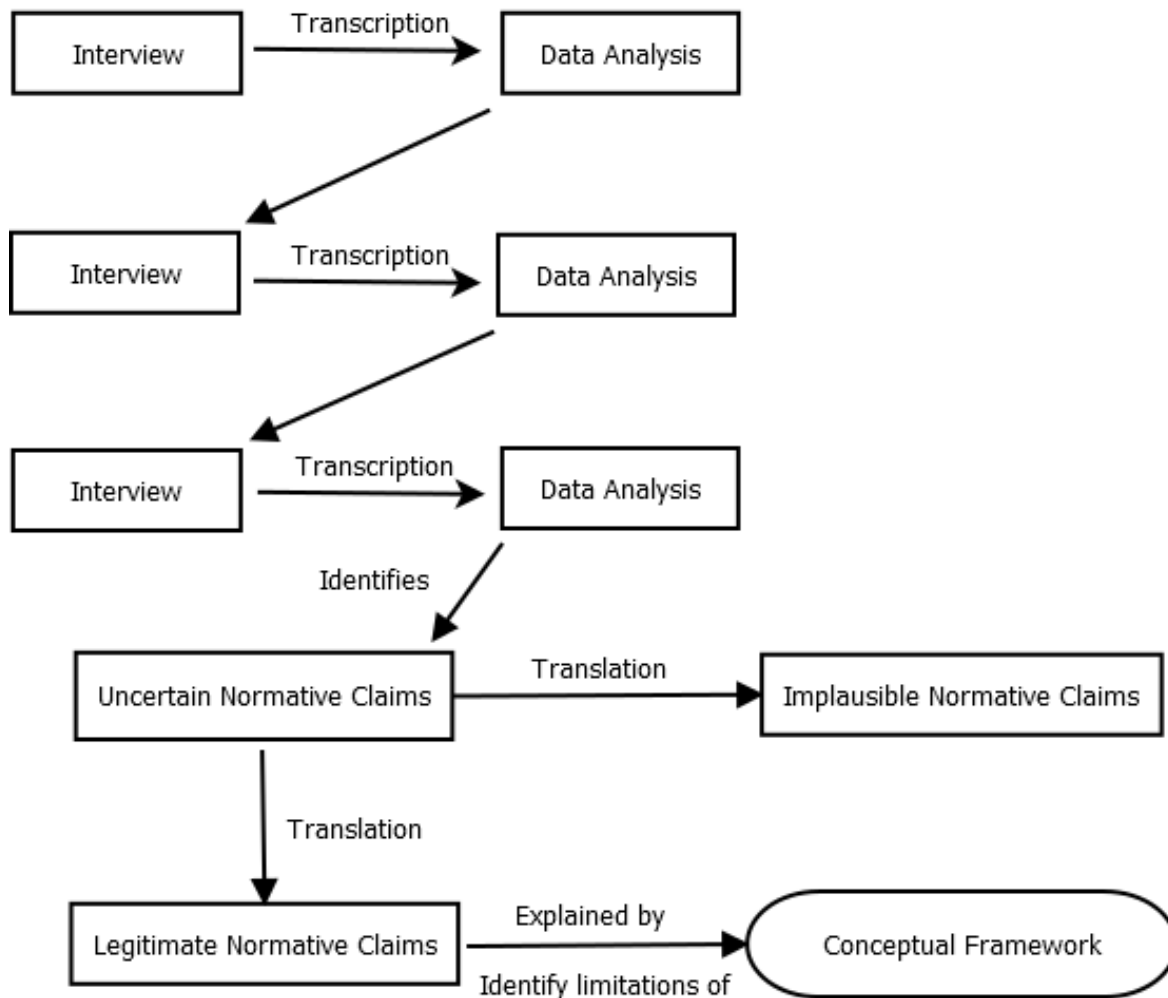 Transcription
Interview
Data Analysis
Transcription
Interview
Data Analysis
Transcription
Interview
Data Analysis
Identifies
Translation
Uncertain Normative Claims
Implausible Normative Claims
Translation
Explained by
Legitimate Normative Claims
Conceptual Framework
Identify limitations of